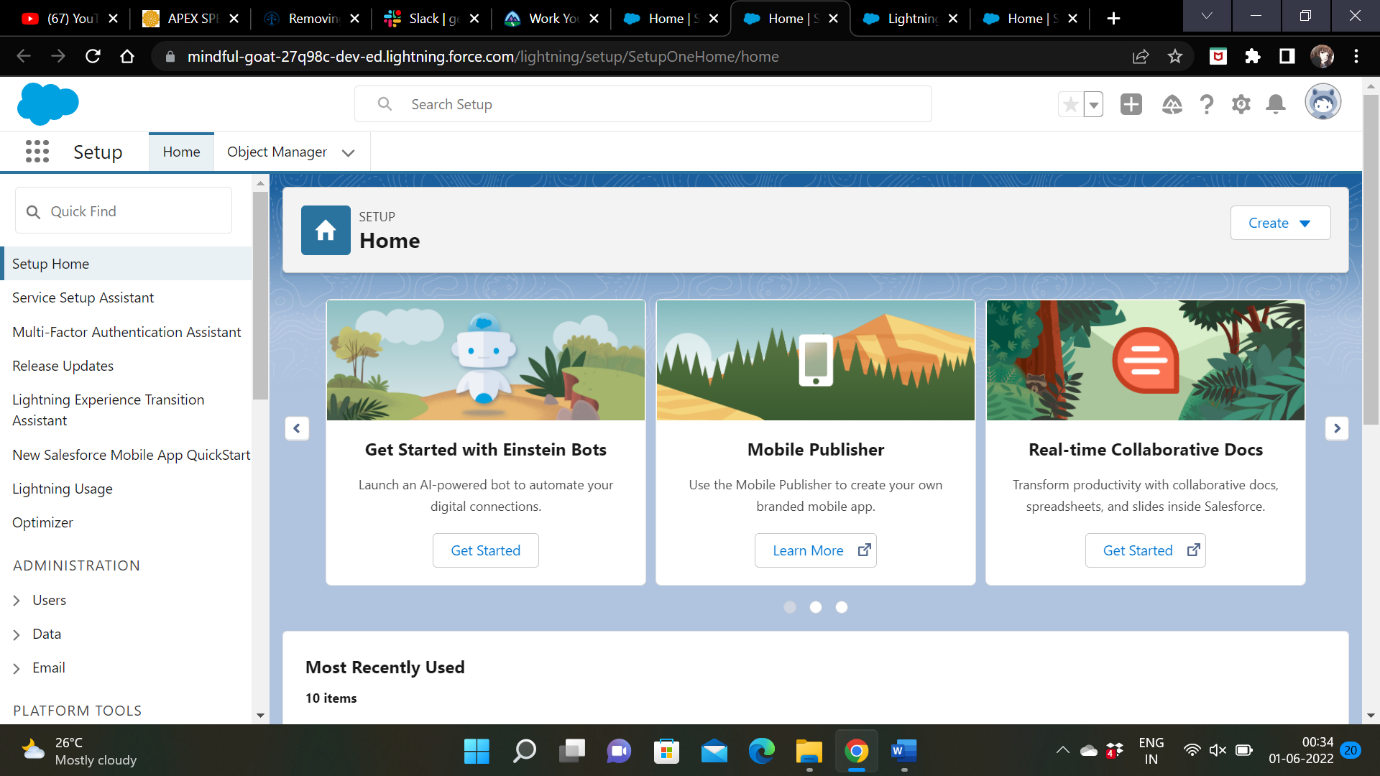 (67) YouT
APEX SPE
Removin
Slack | ge
Work Yo
Home | S
Home | S
Lightning
Home | S
mindful-goat-27q98c-dev-ed.lightning.force.com/lightning/setup/SetupOneHome/home
Search Setup
Setup
Home
Object Manager
Quick Find
SETUP
Home
Create
Setup Home
Service Setup Assistant
Multi-Factor Authentication Assistant
Release Updates
Lightning Experience Transition
Assistant
New Salesforce Mobile App QuickStart
Lightning Usage
Optimizer
ADMINISTRATION
Users
Data
Email
PLATFORM TOOLS
Get Started with Einstein Bots
Launch an AI-powered bot to automate your
digital connections.
Get Started
Mobile Publisher
Use the Mobile Publisher to create your own
branded mobile app.
Learn More
Real-time Collaborative Docs
Transform productivity with collaborative docs,
spreadsheets, and slides inside Salesforce.
Get Started
Most Recently Used
10 items
26°C
Mostly cloudy
W
4
ENG
IN
00:34
01-06-2022
20